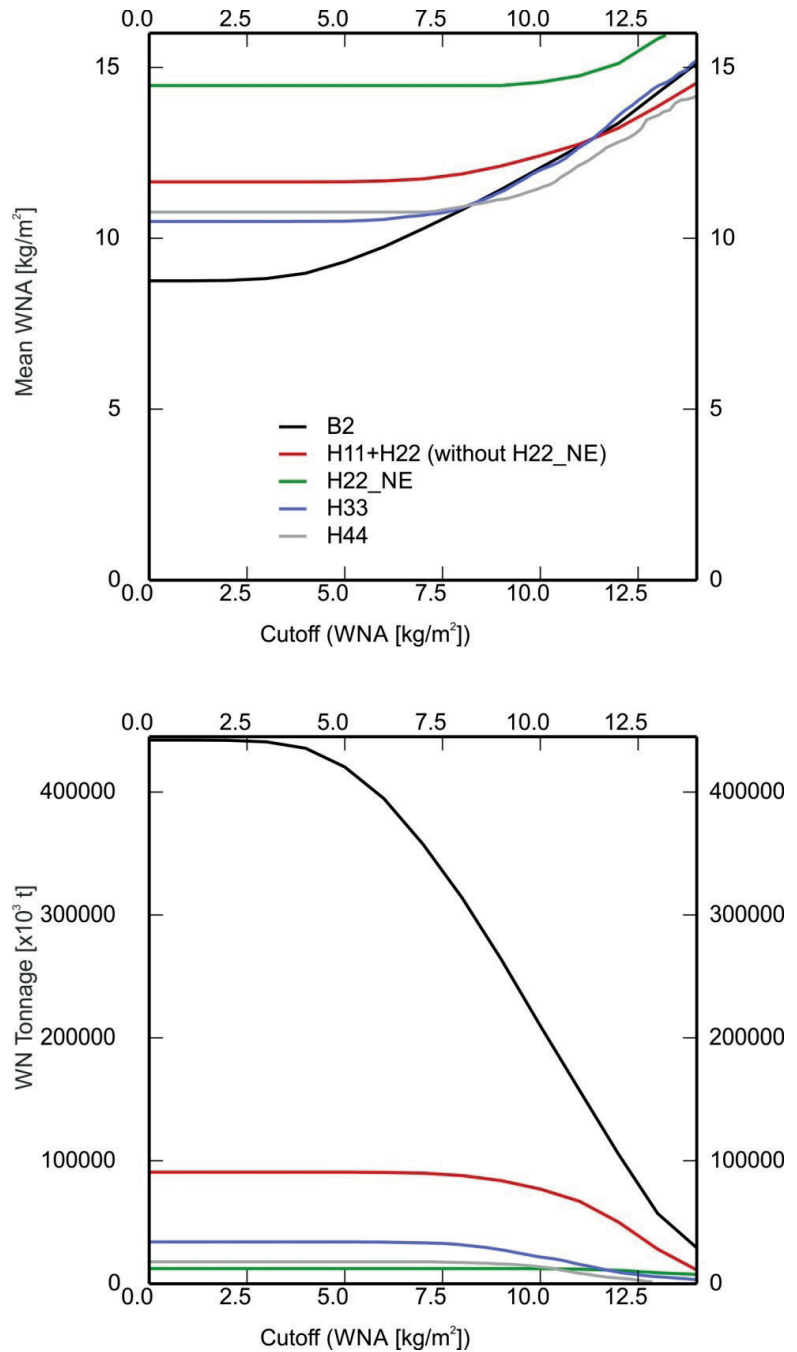 0.0 2.5 5.0 7.5 10.0 12.5
15 15
10 10
Mean WNA [kg/m²]
5 5
B2
H11+H22 (without H22_NE)
H22_NE
H33
H44
0 0
0.0 2.5 5.0 7.5 10.0 12.5
Cutoff (WNA [kg/m²])
0.0 2.5 5.0 7.5 10.0 12.5
400000 400000
300000 300000
WN Tonnage [x10³ t]
200000 200000
100000 100000
0 0
0.0 2.5 5.0 7.5 10.0 12.5
Cutoff (WNA [kg/m²])